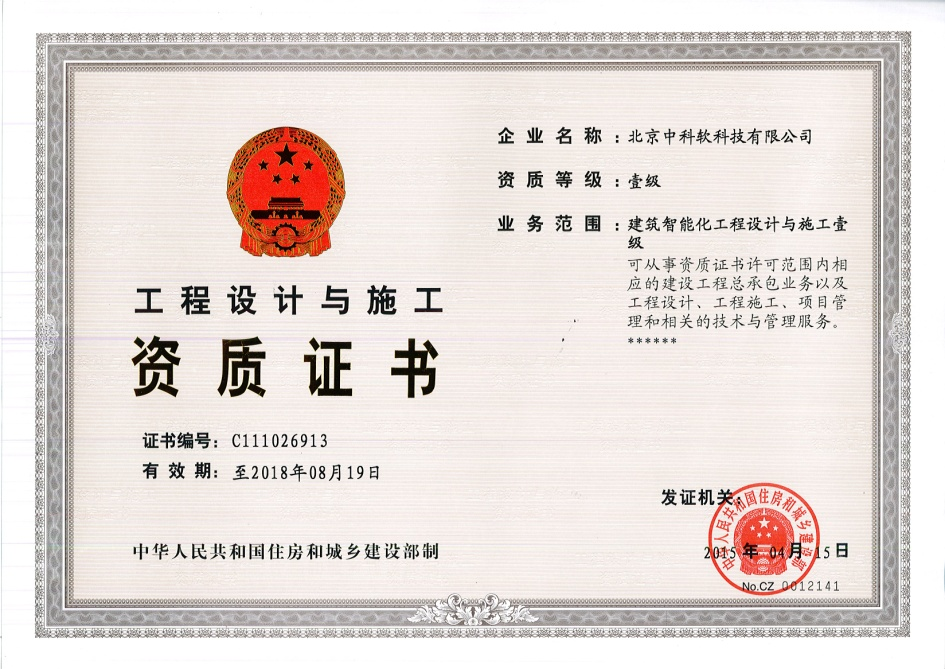 工程设计与施工
资质证书
证书编号：C111026913
有效期：至2018年08月19日
中华人民共和国住房和城乡建设部制
企业名称：北京中科软科技有限公司
资质等级：壹级
业务范围：建筑智能化工程设计与施工壹
级
可从事资质证书许可范围内相
应的建设工程总承包业务以及
工程设计、工程施工、项目管
理和相关的技术与管理服务。
******
发证机关：
中华人民共和国住房和城乡建设部
2015年04月15日
No.CZ 0012141